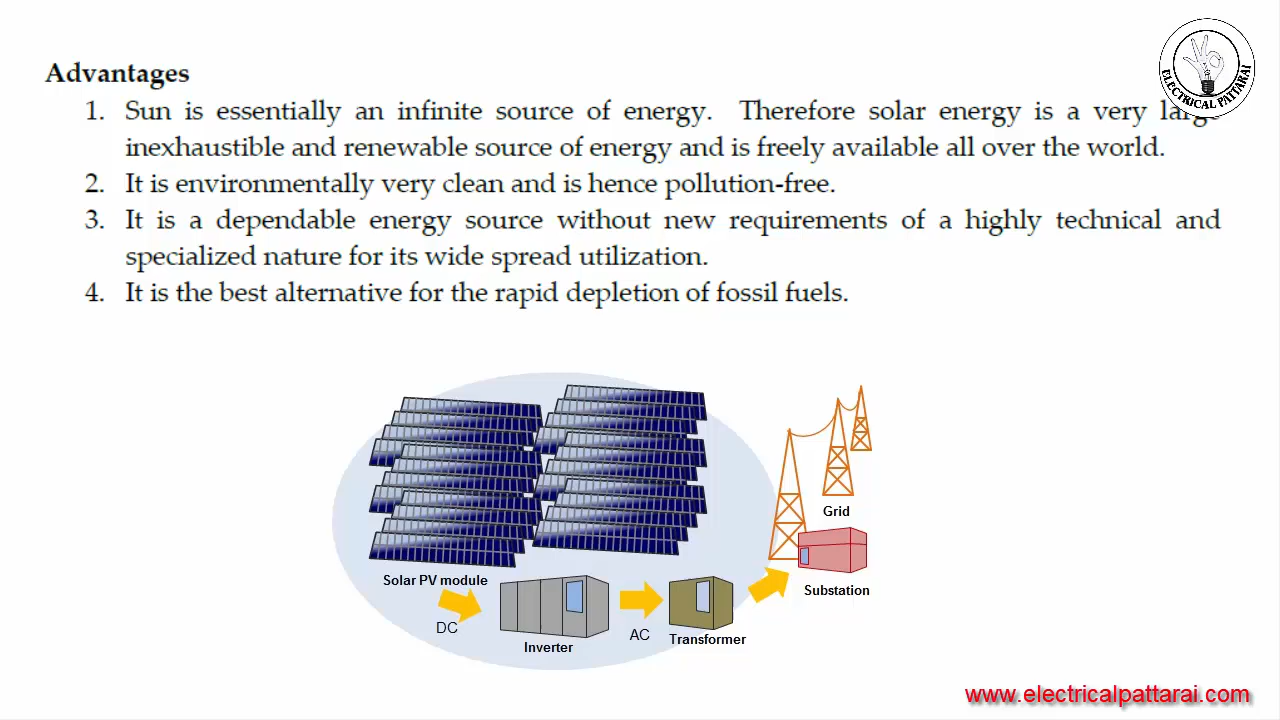 Advantages
1. Sun is essentially an infinite source of energy. Therefore solar energy is a very large
inexhaustible and renewable source of energy and is freely available all over the world.
2. It is environmentally very clean and is hence pollution-free.
3. It is a dependable energy source without new requirements of a highly technical and
specialized nature for its wide spread utilization.
4. It is the best alternative for the rapid depletion of fossil fuels.
ELECTRICAL PATTARAI
Grid
Solar PV module
Substation
DC
AC
Transformer
Inverter
www.electricalpattarai.com